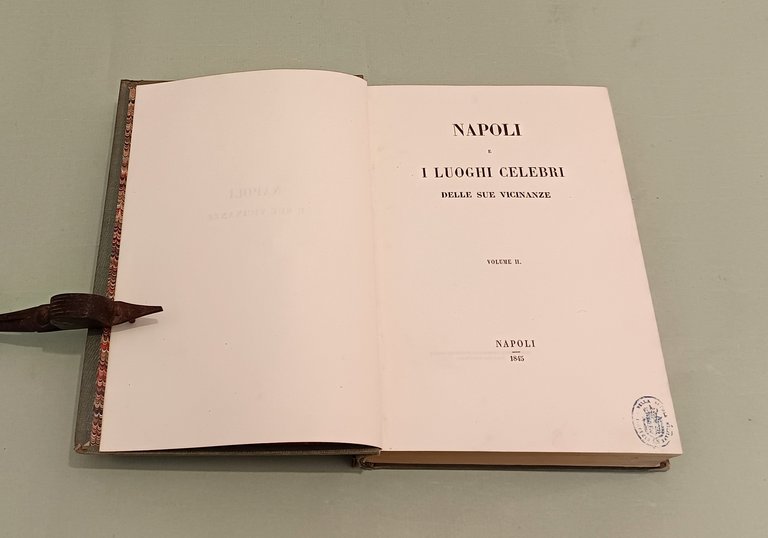 NAPOLI
E
I LUOGHI CELEBRI
DELLE SUE VICINANZE
VOLUME II.
NAPOLI
1845